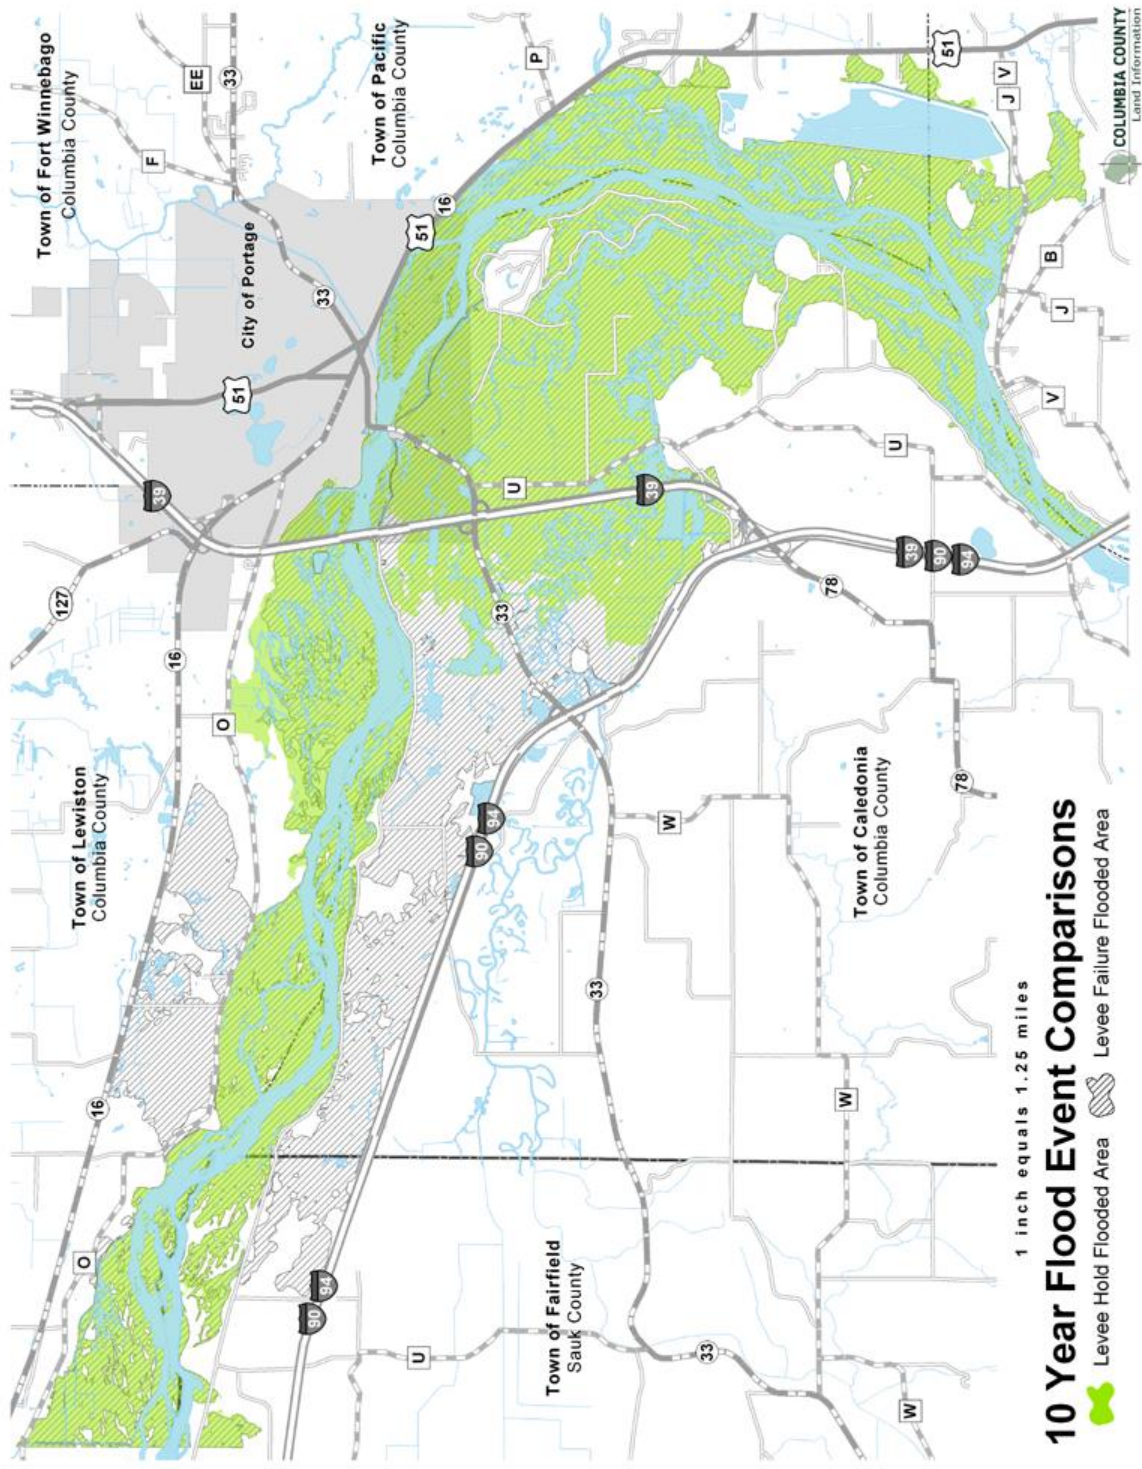 Town of Fort Winnebago
Columbia County
EE
33
F
P
Town of Pacific
Columbia County
51
V
J
COLUMBIA COUNTY
Land Information
City of Portage
33
16
51
51
B
J
V
39
U
39
U
39
90
94
78
127
16
O
33
Town of Lewiston
Columbia County
90
94
W
Town of Caledonia
Columbia County
78
16
33
W
O
90
94
U
Town of Fairfield
Sauk County
33
W
1 inch equals 1.25 miles
10 Year Flood Event Comparisons
Levee Hold Flooded Area
Levee Failure Flooded Area